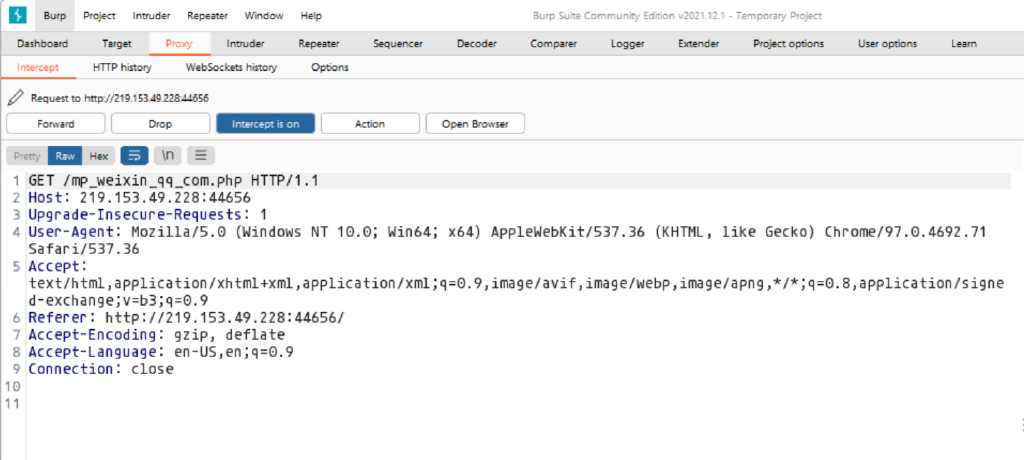 Burp Project Intruder Repeater Window Help Burp Suite Community Edition v2021.12.1 - Temporary Project
Dashboard Target Proxy Intruder Repeater Sequencer Decoder Comparer Logger Extender Project options User options Learn
Intercept HTTP history WebSockets history Options
Request to http://219.153.49.228:44656
Forward Drop Intercept is on Action Open Browser
Pretty Raw Hex \n
1 GET /mp_weixin_qq_com.php HTTP/1.1
2 Host: 219.153.49.228:44656
3 Upgrade-Insecure-Requests: 1
4 User-Agent: Mozilla/5.0 (Windows NT 10.0; Win64; x64) AppleWebKit/537.36 (KHTML, like Gecko) Chrome/97.0.4692.71
Safari/537.36
5 Accept:
text/html,application/xhtml+xml,application/xml;q=0.9,image/avif,image/webp,image/apng,*/*;q=0.8,application/signe
d-exchange;v=b3;q=0.9
6 Referer: http://219.153.49.228:44656/
7 Accept-Encoding: gzip, deflate
8 Accept-Language: en-US,en;q=0.9
9 Connection: close
10
11